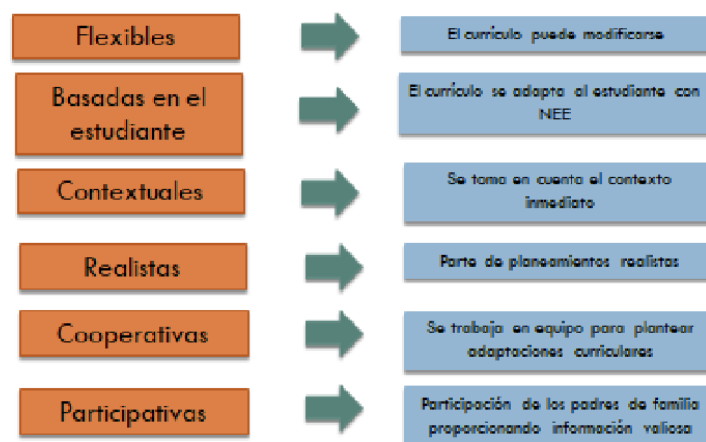 Flexibles
El currículo puede modificarse
Basadas en el
estudiante
El currículo se adapta al estudiante con
NEE
Contextuales
Se toma en cuenta el contexto
inmediato
Realistas
Parte de planeamientos realistas
Cooperativas
Se trabaja en equipo para plantear
adaptaciones curriculares
Participativas
Participación de los padres de familia
proporcionando información valiosa